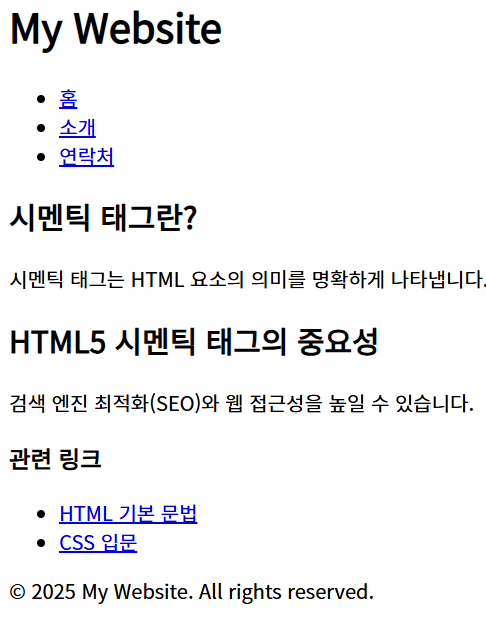 My Website
홈
소개
연락처
시멘틱 태그란?
시멘틱 태그는 HTML 요소의 의미를 명확하게 나타냅니다.
HTML5 시멘틱 태그의 중요성
검색 엔진 최적화(SEO)와 웹 접근성을 높일 수 있습니다.
관련 링크
HTML 기본 문법
CSS 입문
© 2025 My Website. All rights reserved.